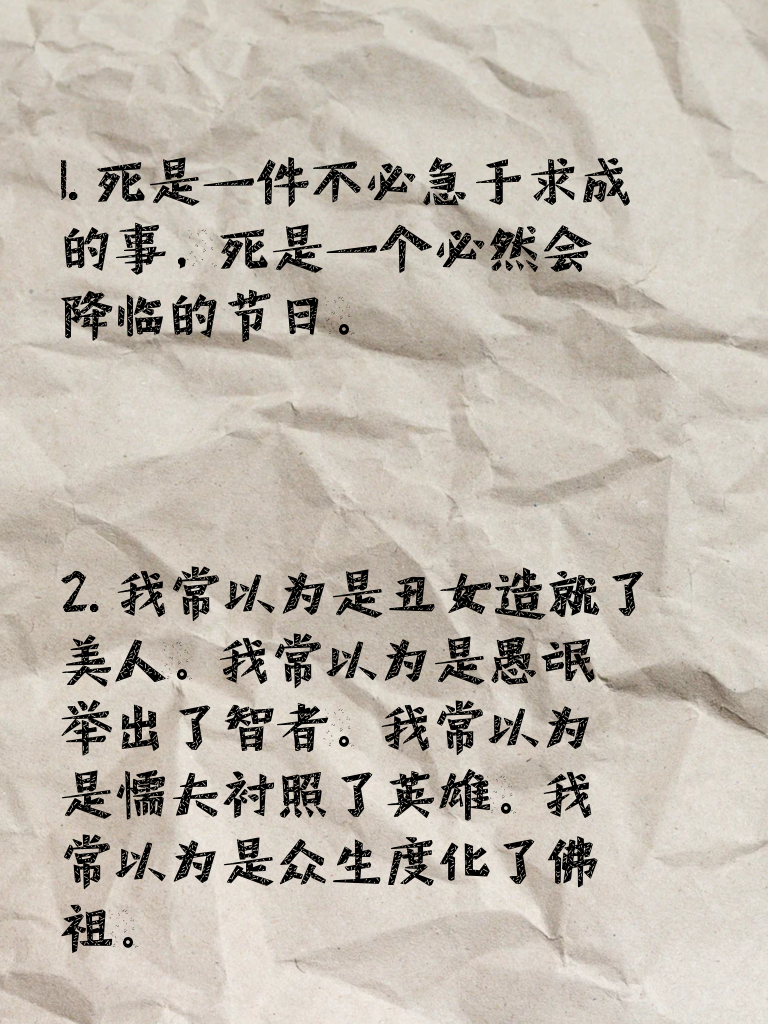 1. 死是一件不必急于求成
的事，死是一个必然会
降临的节日。
2. 我常以为是丑女造就了
美人。我常以为是愚氓
举出了智者。我常以为
是懦夫衬照了英雄。我
常以为是众生度化了佛
祖。